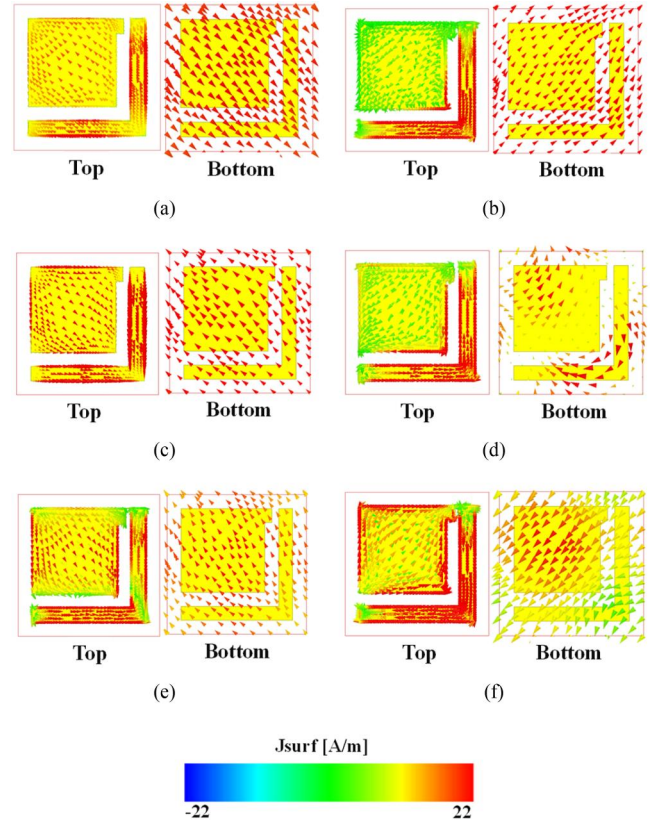 Top Bottom Top Bottom
(a) (b)
Top Bottom Top Bottom
(c) (d)
Top Bottom Top Bottom
(e) (f)
Jsurf [A/m]
-22 22